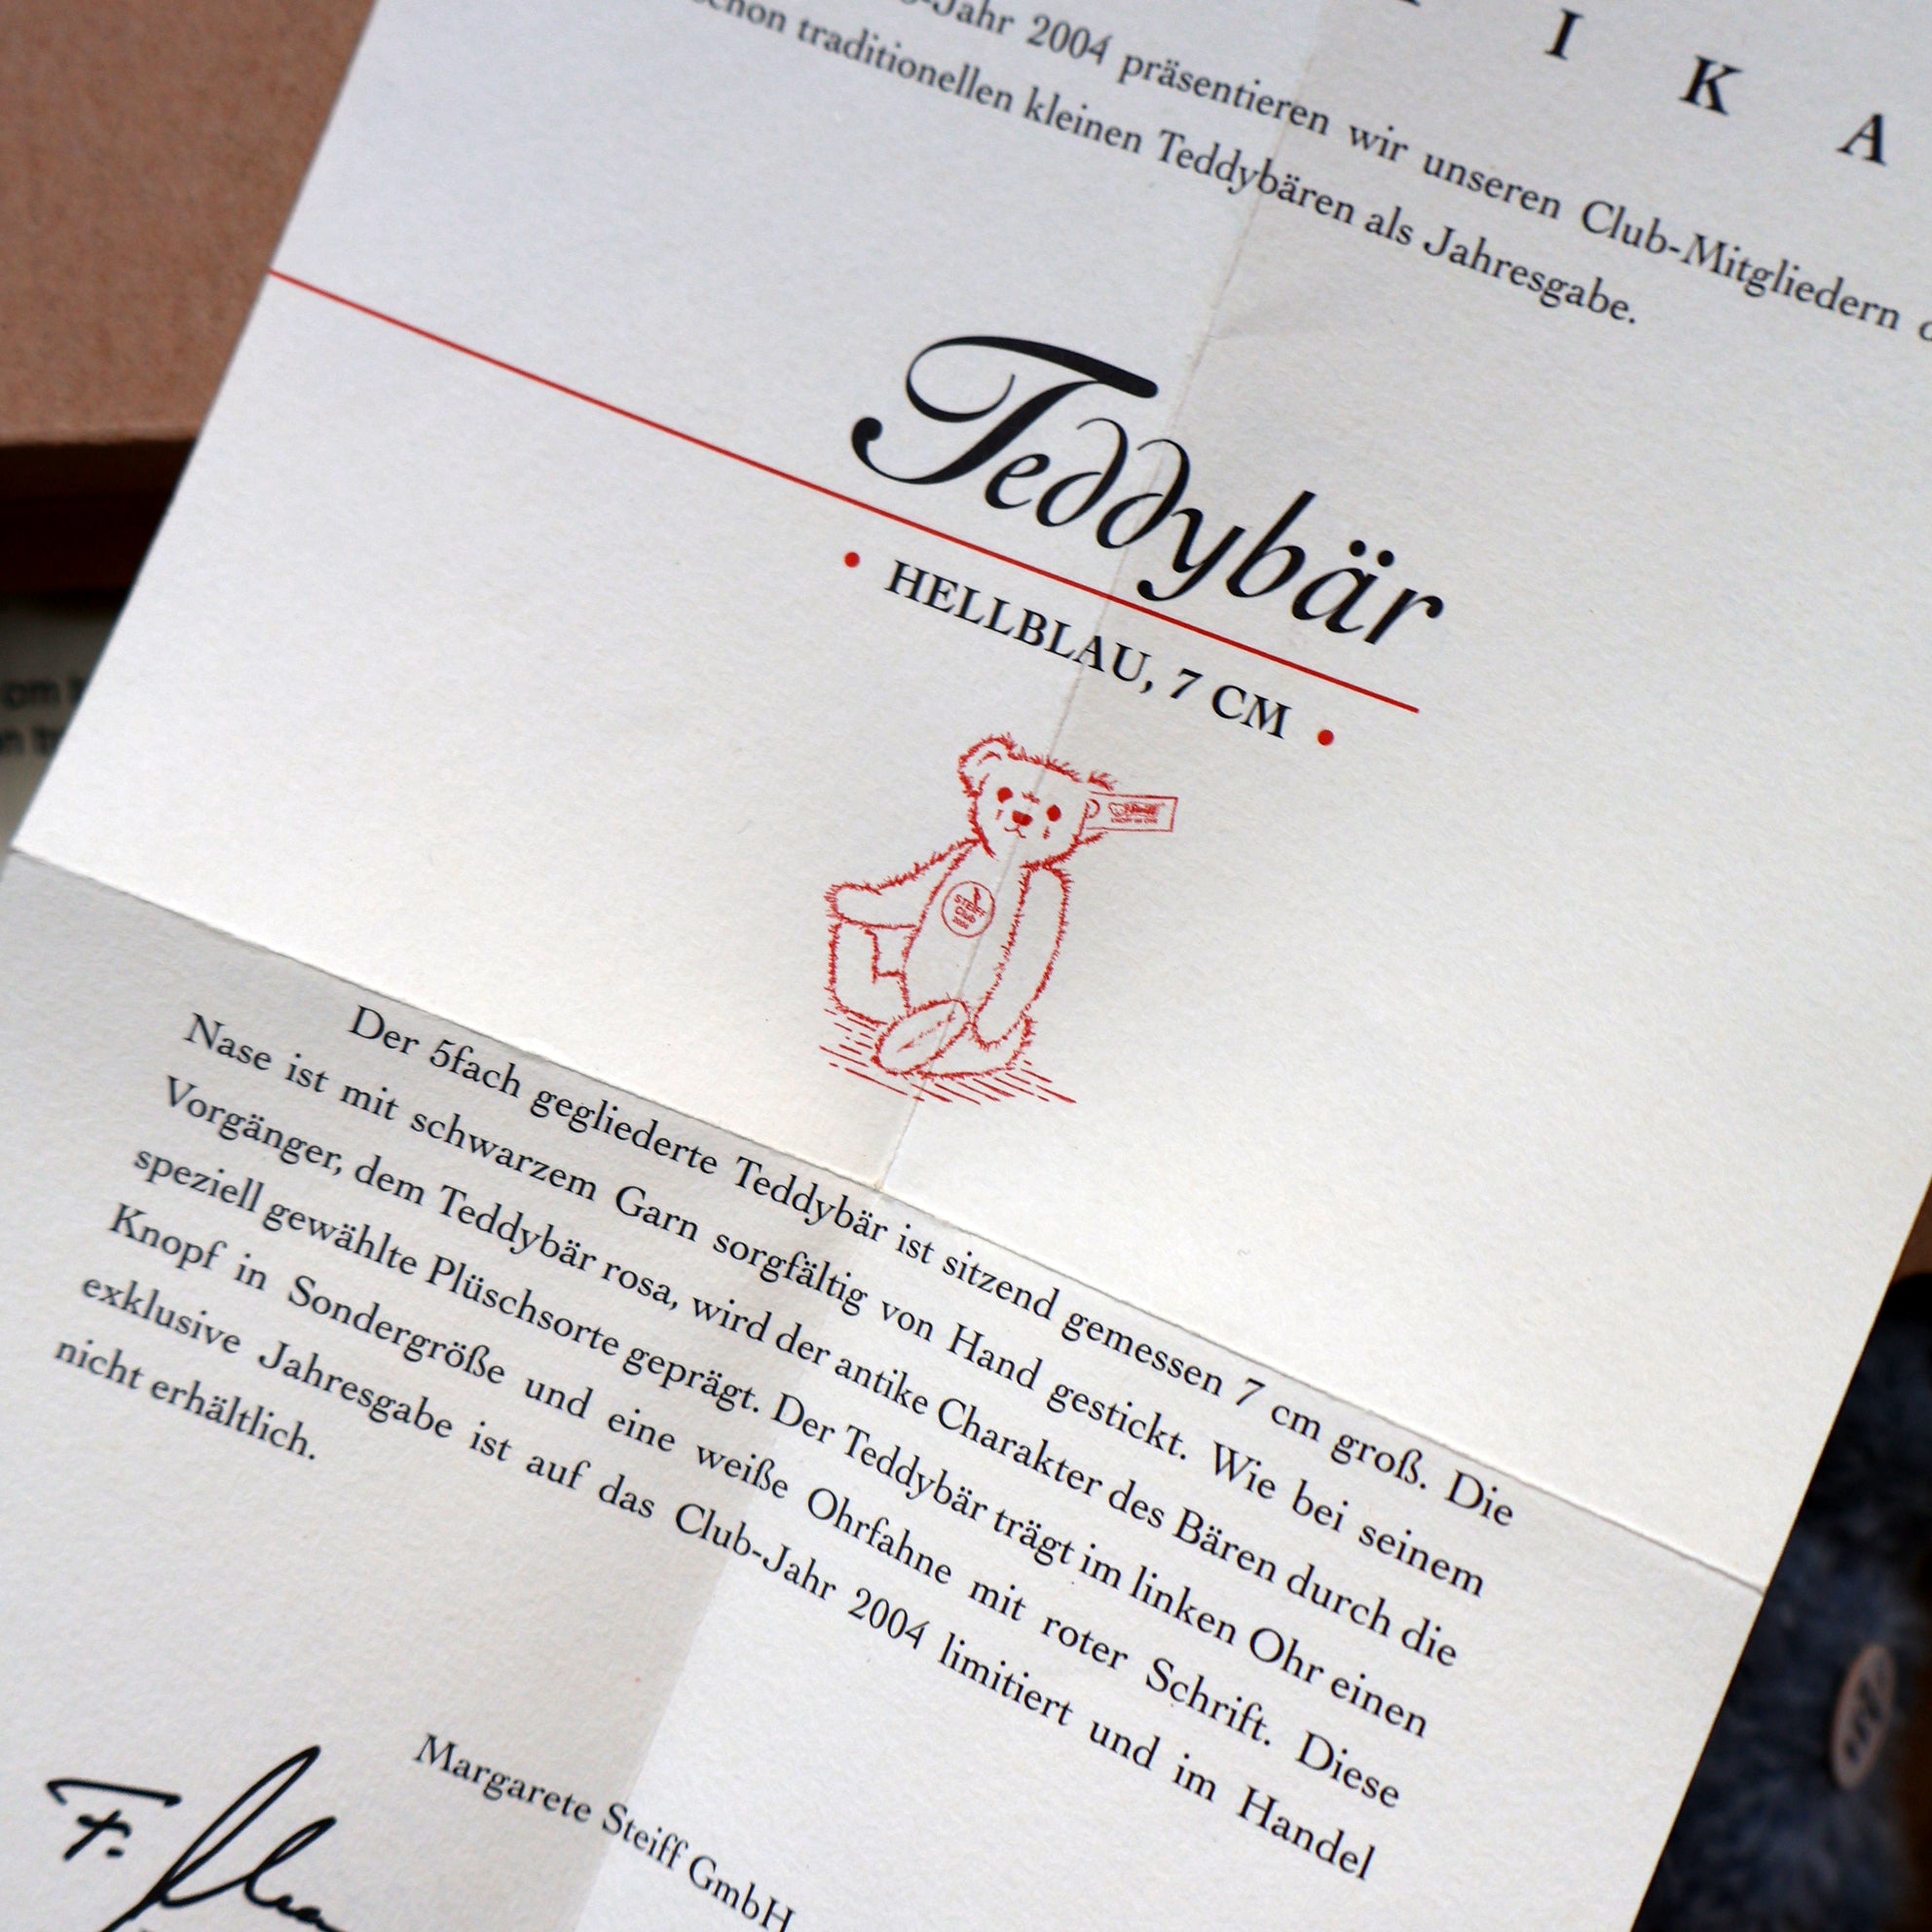 I K A
-Jahr 2004 präsentieren wir unseren Club-Mitgliedern
schon traditionellen kleinen Teddybären als Jahresgabe.
Teddybär
• HELLBLAU, 7 CM •
Der 5fach gegliederte Teddybär ist sitzend gemessen 7 cm groß. Die
Nase ist mit schwarzem Garn sorgfältig von Hand gestickt. Wie bei seinem
Vorgänger, dem Teddybär rosa, wird der antike Charakter des Bären durch die
speziell gewählte Plüschsorte geprägt. Der Teddybär trägt im linken Ohr einen
Knopf in Sondergröße und eine weiße Ohrfahne mit roter Schrift. Diese
exklusive Jahresgabe ist auf das Club-Jahr 2004 limitiert und im Handel
nicht erhältlich.
Margarete Steiff GmbH
F.